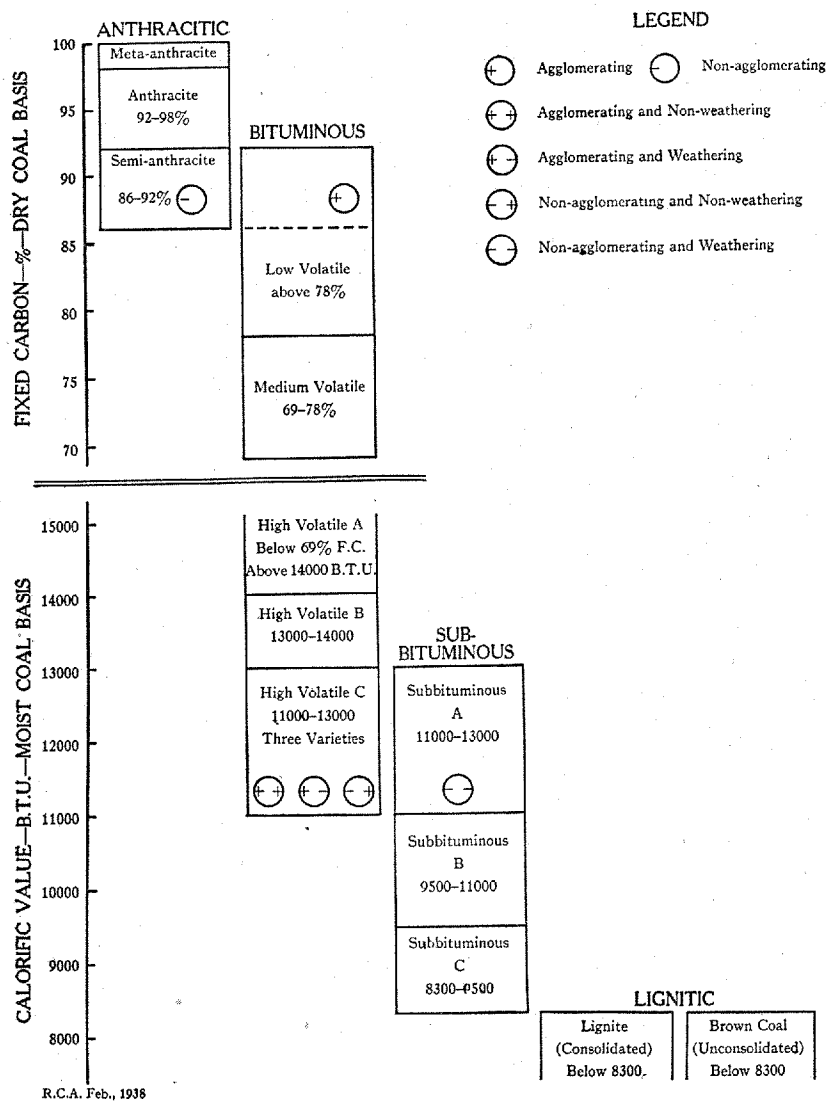 LEGEND
Agglomerating
Non-agglomerating
Agglomerating and Non-weathering
Agglomerating and Weathering
Non-agglomerating and Non-weathering
Non-agglomerating and Weathering
FIXED CARBON—%—DRY COAL BASIS
100
95
90
85
80
75
70
ANTHRACITIC
Meta-anthracite
Anthracite
92–98%
Semi-anthracite
86–92%
BITUMINOUS
Low Volatile
above 78%
Medium Volatile
69–78%
CALORIFIC VALUE—B.T.U.—MOIST COAL BASIS
15000
14000
13000
12000
11000
10000
9000
8000
High Volatile A
Below 69% F.C.
Above 14000 B.T.U.
High Volatile B
13000–14000
High Volatile C
11000–13000
Three Varieties
SUB-
BITUMINOUS
Subbituminous
A
11000–13000
Subbituminous
B
9500–11000
Subbituminous
C
8300–9500
LIGNITIC
Lignite
(Consolidated)
Below 8300
Brown Coal
(Unconsolidated)
Below 8300
R.C.A. Feb., 1938